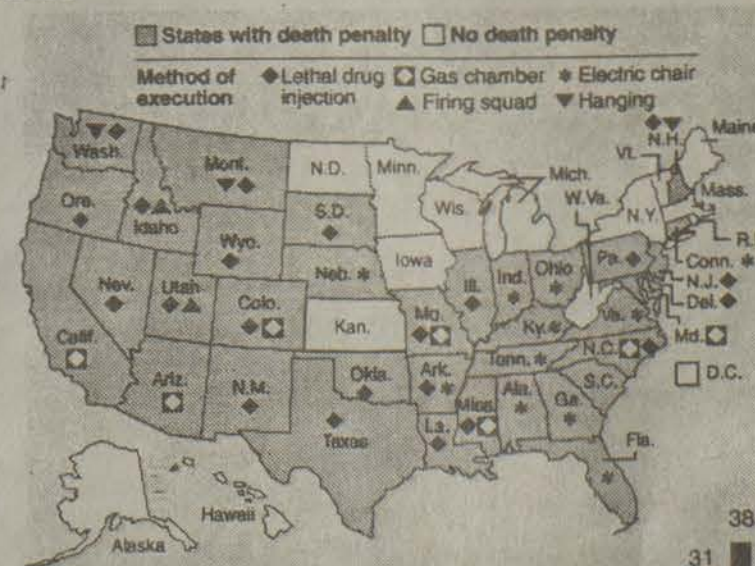 States with death penalty No death penalty
Method of execution
Lethal drug injection
Gas chamber
Electric chair
Firing squad
Hanging
Wash.
Mont.
N.D.
Minn.
Mich.
Vt.
N.H.
Maine
Ore.
Idaho
S.D.
Wis.
W.Va.
N.Y.
Mass.
Wyo.
Conn.
Nev.
Utah
Neb.
Iowa
Ill.
Ind.
Ohio
Pa.
N.J.
Del.
Calif.
Colo.
Kan.
Mo.
Ky.
Va.
Md.
Ariz.
N.M.
Okla.
Ark.
Tenn.
N.C.
S.C.
D.C.
Texas
La.
Miss.
Ala.
Ga.
Fla.
Alaska
Hawaii
38
31